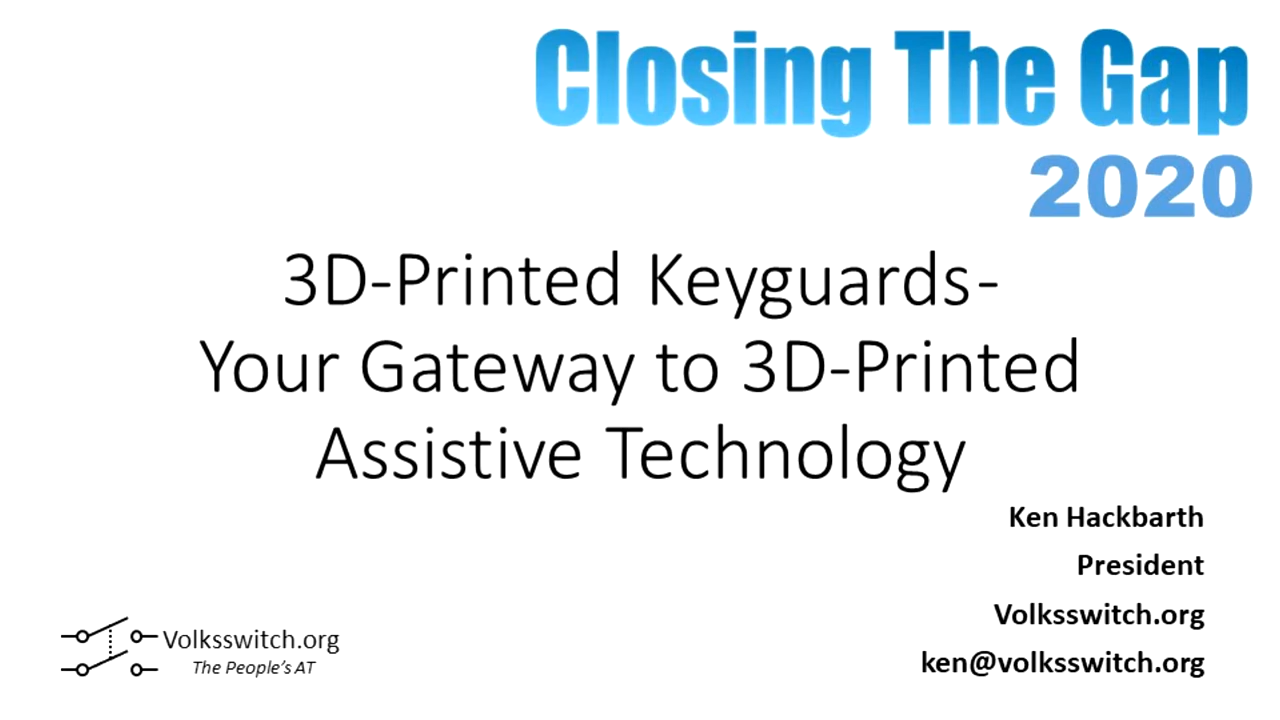 Closing The Gap
2020
3D-Printed Keyguards-
Your Gateway to 3D-Printed
Assistive Technology
Ken Hackbarth
President
Volksswitch.org
ken@volksswitch.org
Volksswitch.org
The People's AT